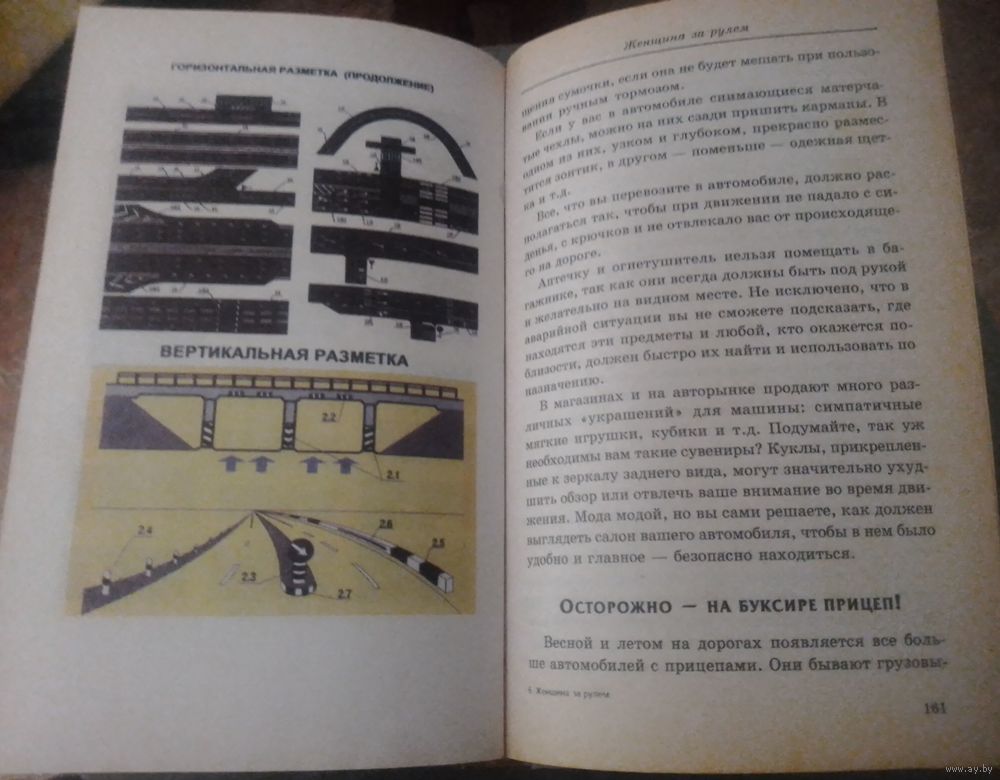 ГОРИЗОНТАЛЬНАЯ РАЗМЕТКА (ПРОДОЛЖЕНИЕ)
ВЕРТИКАЛЬНАЯ РАЗМЕТКА
2.2
2.1
2.4
2.6
2.5
2.3
2.7
Женщина за рулем
щения сумочки, если она не будет мешать при пользо-
вании ручным тормозом.
Если у вас в автомобиле снимающиеся матерча-
тые чехлы, можно на них сзади пришить карманы. В
одном из них, узком и глубоком, прекрасно размес-
тится зонтик, в другом — поменьше — одежная щет-
ка и т.д.
Все, что вы перевозите в автомобиле, должно рас-
полагаться так, чтобы при движении не падало с си-
денья, с крючков и не отвлекало вас от происходяще-
го на дороге.
Аптечку и огнетушитель нельзя помещать в ба-
гажнике, так как они всегда должны быть под рукой
и желательно на видном месте. Не исключено, что в
аварийной ситуации вы не сможете подсказать, где
находятся эти предметы и любой, кто окажется по-
близости, должен быстро их найти и использовать по
назначению.
В магазинах и на авторынке продают много раз-
личных «украшений» для машины: симпатичные
мягкие игрушки, кубики и т.д. Подумайте, так уж
необходимы вам такие сувениры? Куклы, прикреплен-
ные к зеркалу заднего вида, могут значительно ухуд-
шить обзор или отвлечь ваше внимание во время дви-
жения. Мода модой, но вы сами решаете, как должен
выглядеть салон вашего автомобиля, чтобы в нем было
удобно и главное — безопасно находиться.
ОСТОРОЖНО — НА БУКСИРЕ ПРИЦЕП!
Весной и летом на дорогах появляется все боль-
ше автомобилей с прицепами. Они бывают грузовы-
6 Женщина за рулем
161
www.ay.by